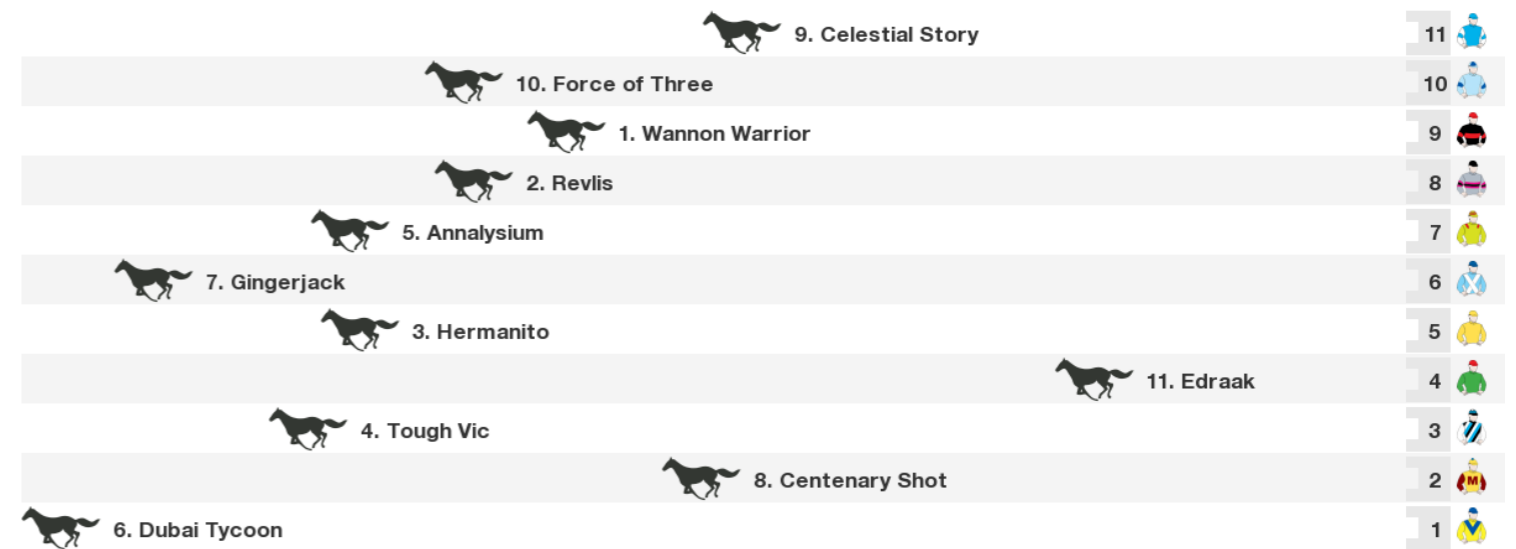 9. Celestial Story 11
10. Force of Three 10
1. Wannon Warrior 9
2. Revlis 8
5. Annalysium 7
7. Gingerjack 6
3. Hermanito 5
11. Edraak 4
4. Tough Vic 3
8. Centenary Shot 2 M
6. Dubai Tycoon 1